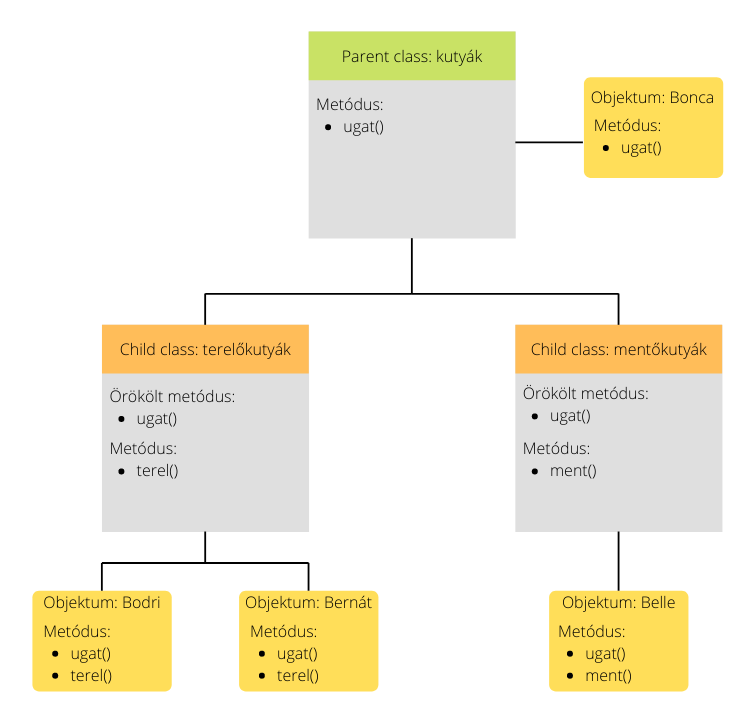 Parent class: kutyák
Metódus:
• ugat()
Objektum: Bonca
Metódus:
• ugat()
Child class: terelőkutyák
Örökölt metódus:
• ugat()
Metódus:
• terel()
Child class: mentőkutyák
Örökölt metódus:
• ugat()
Metódus:
• ment()
Objektum: Bodri
Metódus:
• ugat()
• terel()
Objektum: Bernát
Metódus:
• ugat()
• terel()
Objektum: Belle
Metódus:
• ugat()
• ment()